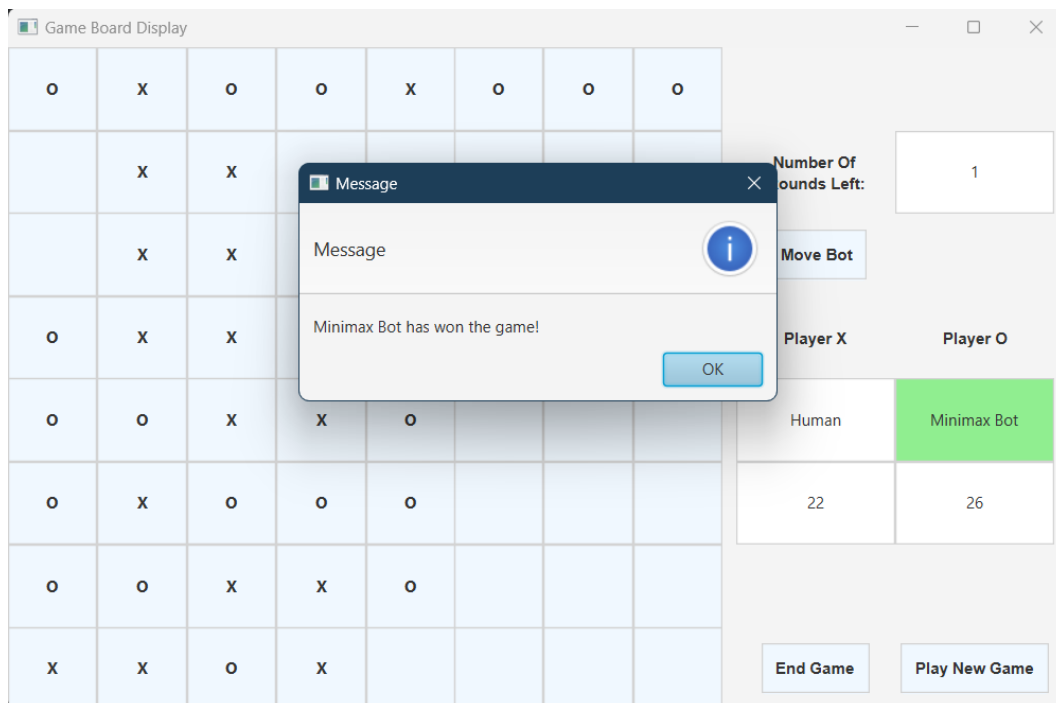 Game Board Display
O X O O X O O O
X X
Number Of
ounds Left:
1
Message
Message
i
Minimax Bot has won the game!
OK
X X
Move Bot
O X X
Player X Player O
O O X X O
Human Minimax Bot
O X O O O
22 26
O O X X O
X X O X
End Game Play New Game